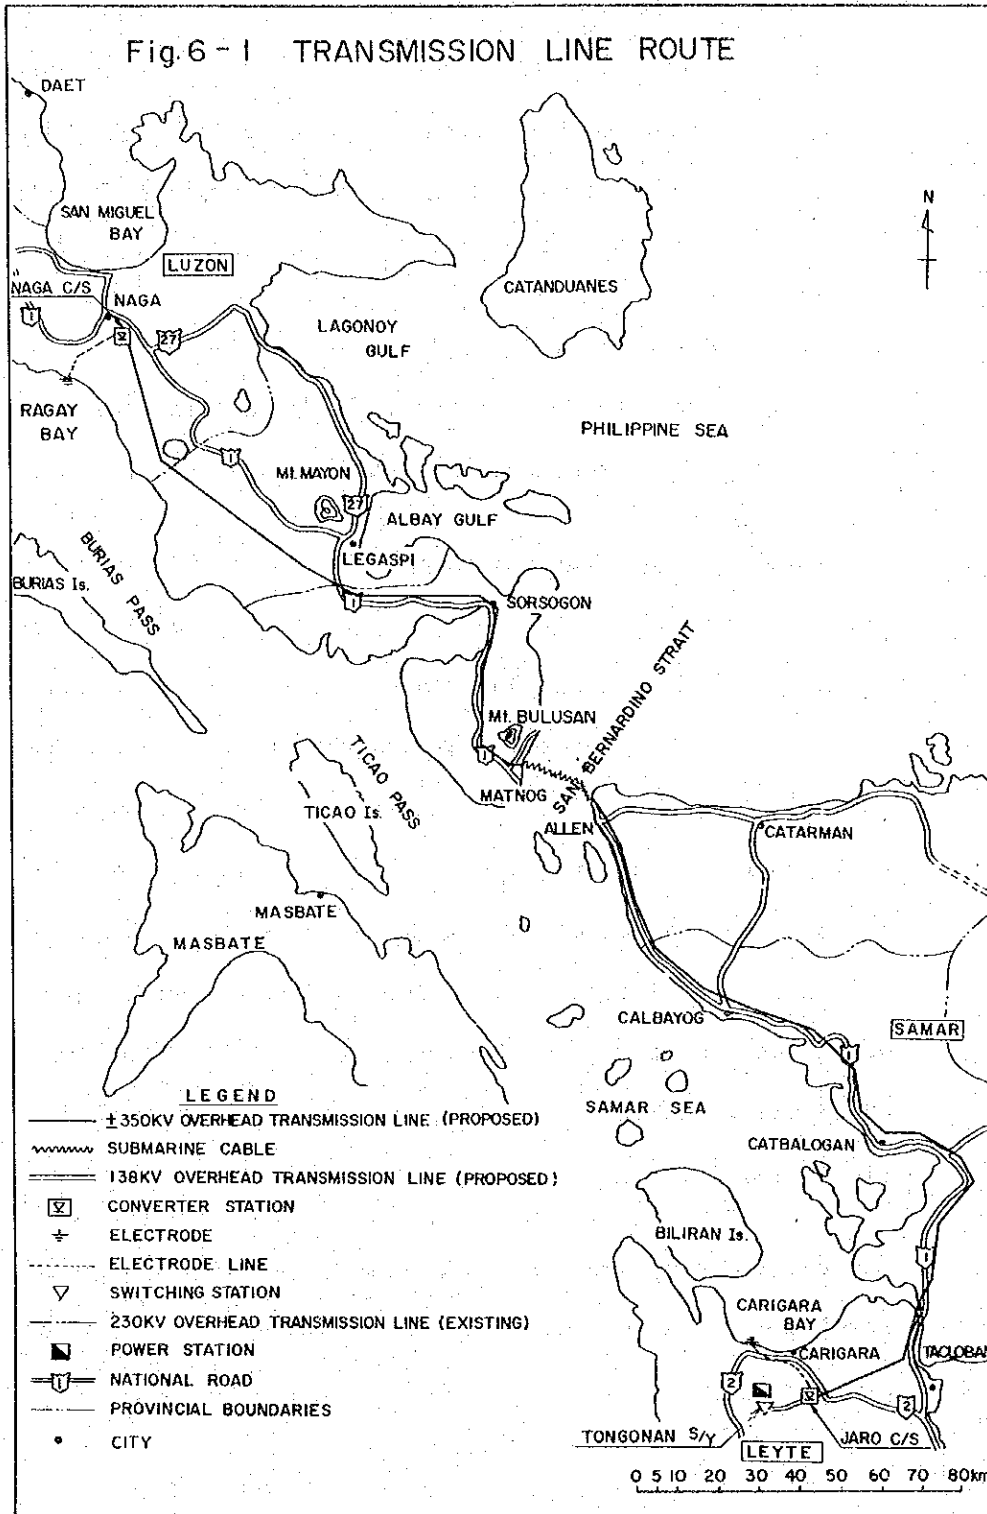 Fig. 6-1 TRANSMISSION LINE ROUTE
DAET
N
SAN MIGUEL
BAY
LUZON
NAGA C/S
NAGA
CATANDUANES
1
27
LAGONOY
GULF
RAGAY
BAY
PHILIPPINE SEA
1
Mt. MAYON
27
ALBAY GULF
LEGASPI
BURIAS PASS
BURIAS Is.
1
SORSOGON
SAN BERNARDINO STRAIT
Mt. BULUSAN
1
TICAO PASS
MATNOG
TICAO Is.
ALLEN
CATARMAN
MASBATE
MASBATE
CALBAYOG
SAMAR
1
SAMAR SEA
CATBALOGAN
LEGEND
±350KV OVERHEAD TRANSMISSION LINE (PROPOSED)
SUBMARINE CABLE
138KV OVERHEAD TRANSMISSION LINE (PROPOSED)
CONVERTER STATION
ELECTRODE
ELECTRODE LINE
SWITCHING STATION
230KV OVERHEAD TRANSMISSION LINE (EXISTING)
POWER STATION
1 NATIONAL ROAD
PROVINCIAL BOUNDARIES
CITY
BILIRAN Is.
1
CARIGARA
BAY
CARIGARA
TACLOBAN
2
2
TONGONAN S/Y
JARO C/S
LEYTE
0 5 10 20 30 40 50 60 70 80km